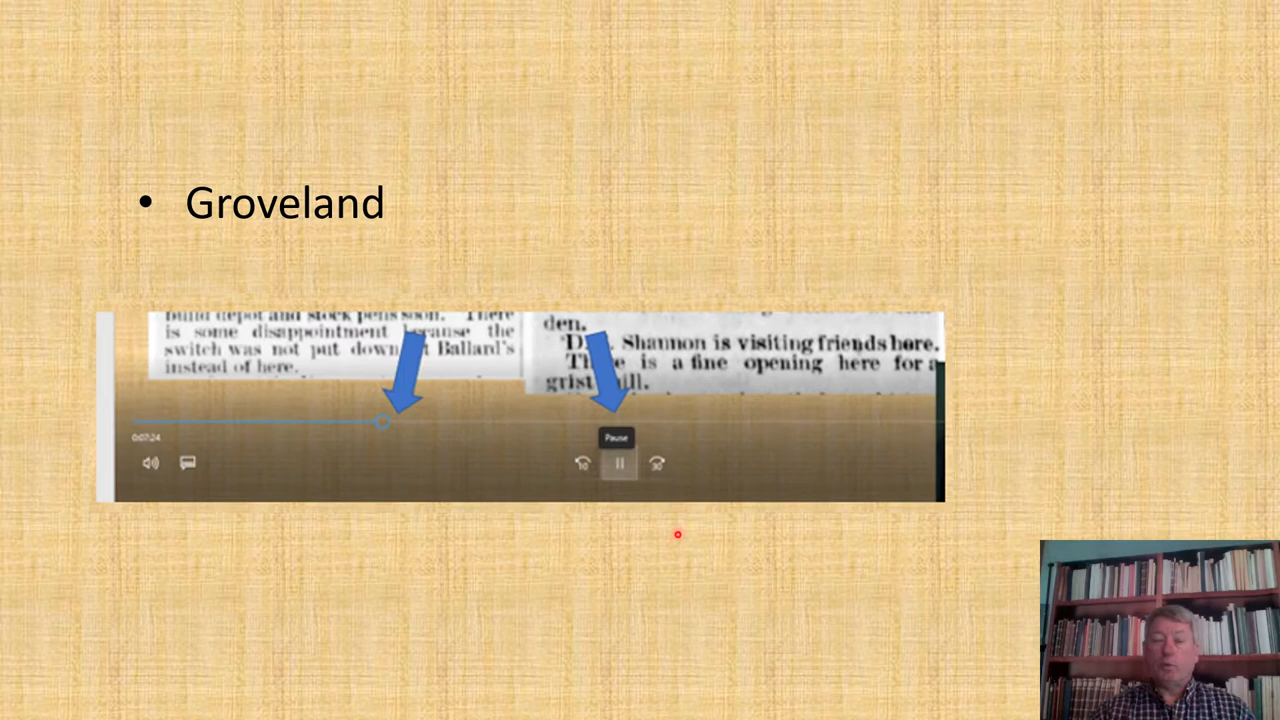 • Groveland
build depot and stock pens soon. There
is some disappointment because the
switch was not put down Ballard's
instead of here.
den.
D. Shannon is visiting friends here.
There is a fine opening here for a
grist mill.
Pause
0:07:24
10
30